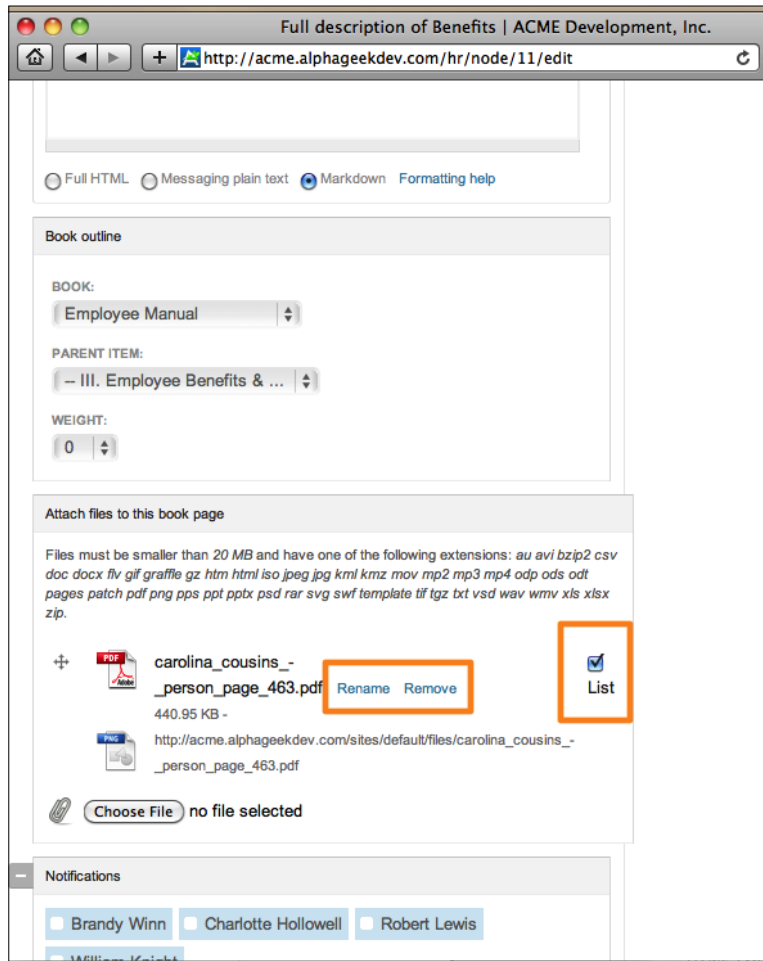 Full description of Benefits | ACME Development, Inc.
http://acme.alphageekdev.com/hr/node/11/edit
Full HTML Messaging plain text Markdown Formatting help
Book outline
BOOK:
Employee Manual
PARENT ITEM:
-- III. Employee Benefits & ...
WEIGHT:
0
Attach files to this book page
Files must be smaller than 20 MB and have one of the following extensions: au avi bzip2 csv
doc docx flv gif graffle gz htm html iso jpeg jpg kml kmz mov mp2 mp3 mp4 odp ods odt
pages patch pdf png pps ppt pptx psd rar svg swf template tif tgz txt vsd wav wmv xls xlsx
zip.
PDF
Adobe
carolina_cousins_-
_person_page_463.pdf Rename Remove
List
440.95 KB -
PNG
http://acme.alphageekdev.com/sites/default/files/carolina_cousins_-
_person_page_463.pdf
Choose File no file selected
Notifications
Brandy Winn Charlotte Hollowell Robert Lewis
William Knight